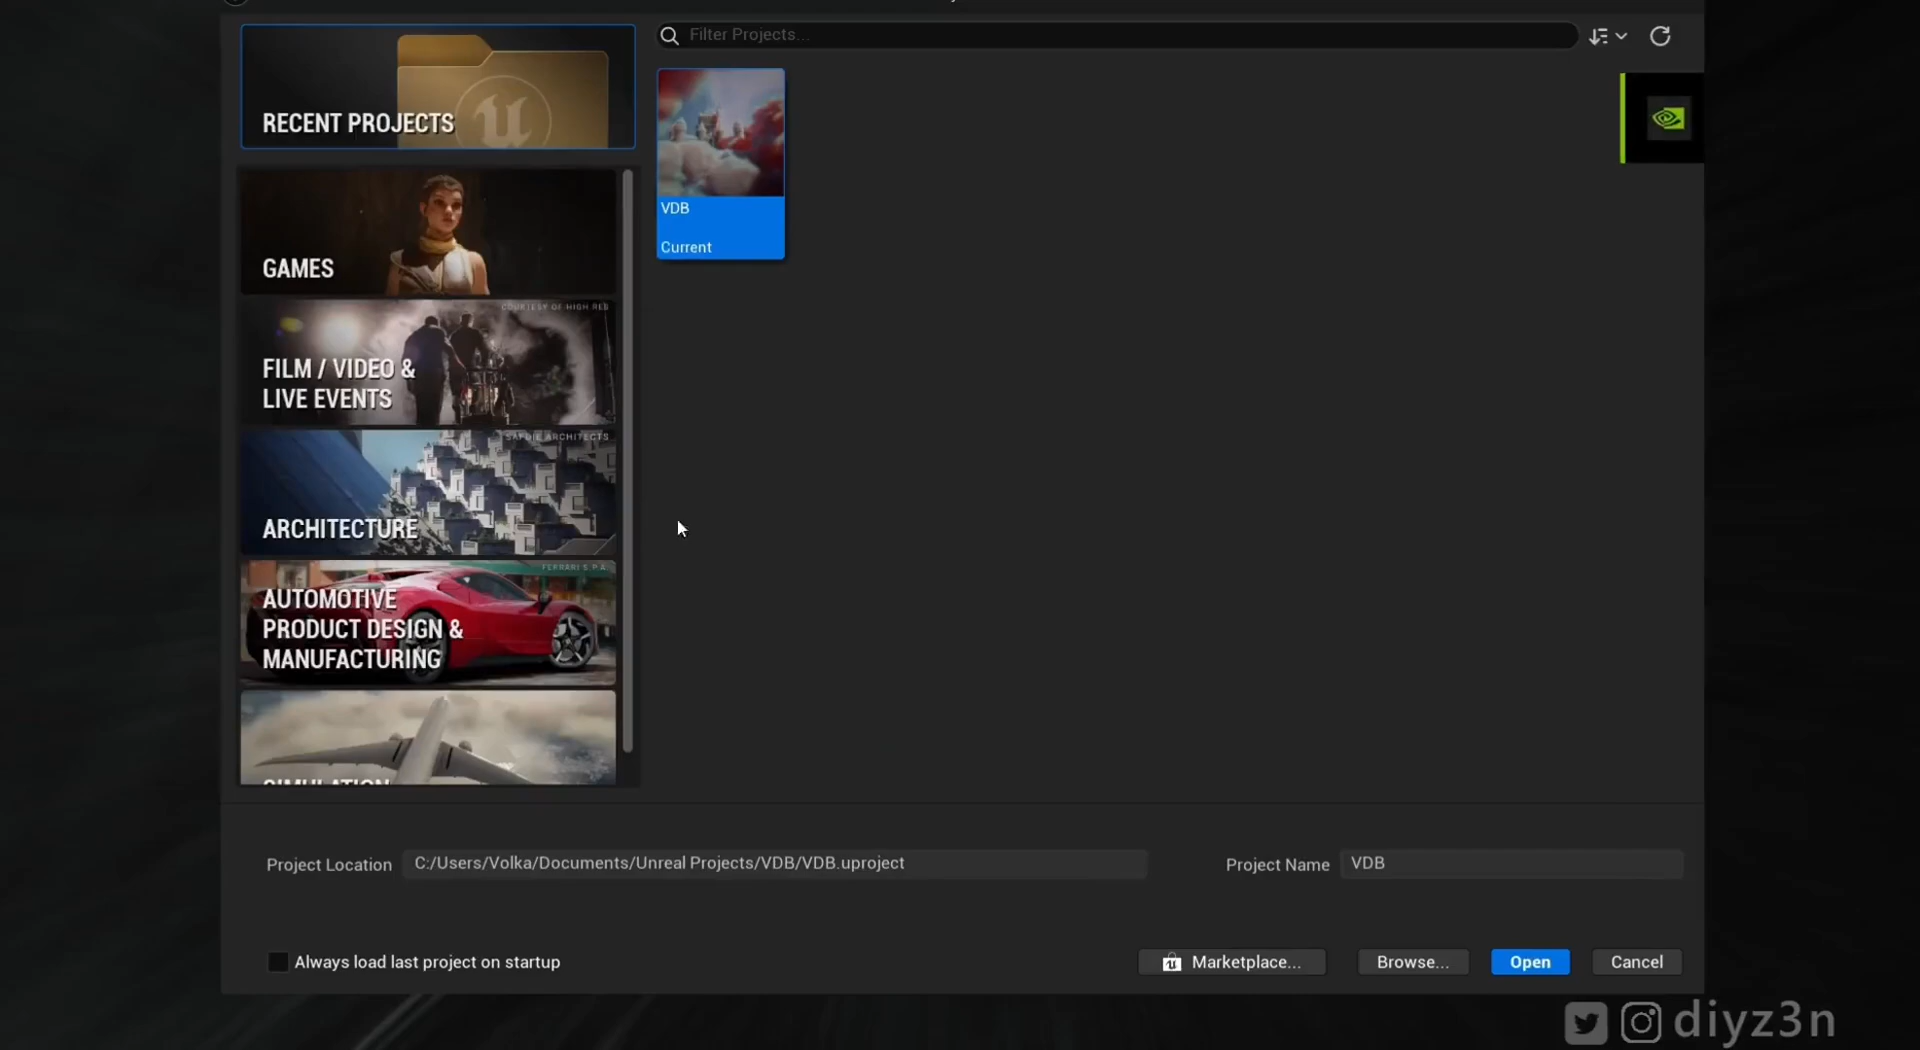 Filter Projects...
RECENT PROJECTS
VDB
Current
GAMES
COURTESY OF HIGH RES
FILM / VIDEO &
LIVE EVENTS
SAFDIE ARCHITECTS
ARCHITECTURE
FERRARI S.P.A.
AUTOMOTIVE
PRODUCT DESIGN &
MANUFACTURING
SIMULATION
Project Location C:/Users/Volka/Documents/Unreal Projects/VDB/VDB.uproject Project Name VDB
Always load last project on startup Marketplace... Browse... Open Cancel
diyz3n